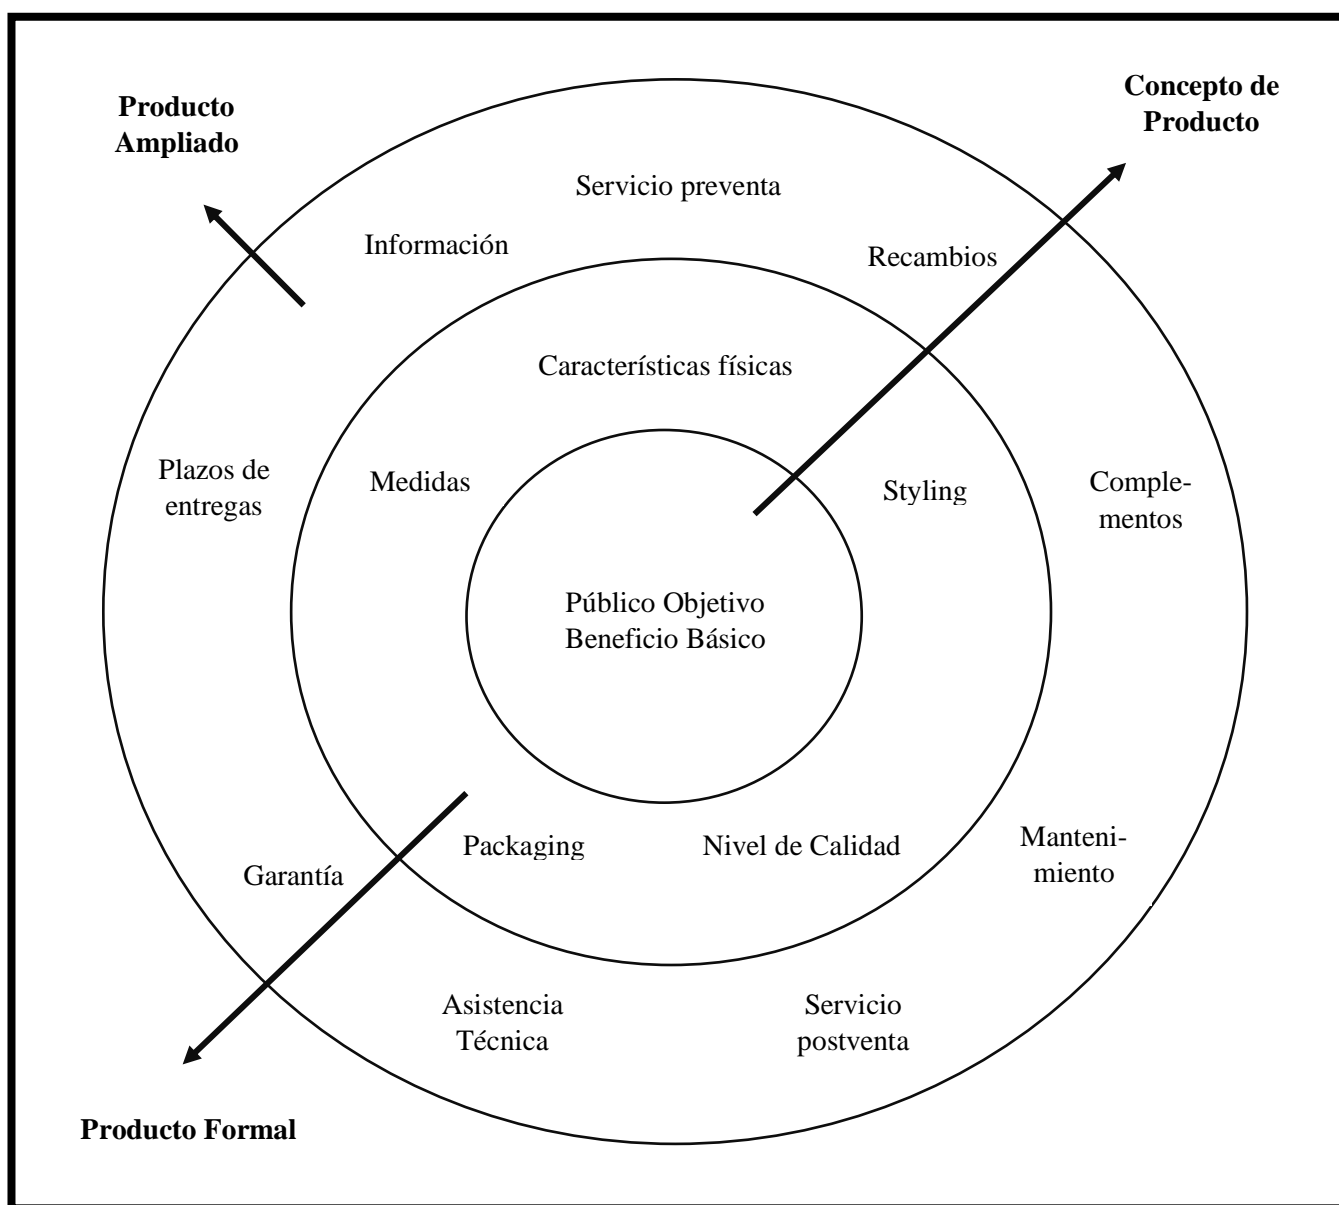 Concepto de
Producto
Producto
Ampliado
Servicio preventa
Información
Recambios
Característísicas físicas
Plazos de
entregas
Medidas
Styling
Comple-
mentos
Público Objetivo
Beneficio Básico
Garantía
Packaging
Nivel de Calidad
Manteni-
miento
Asistencia
Técnica
Servicio
postventa
Producto Formal